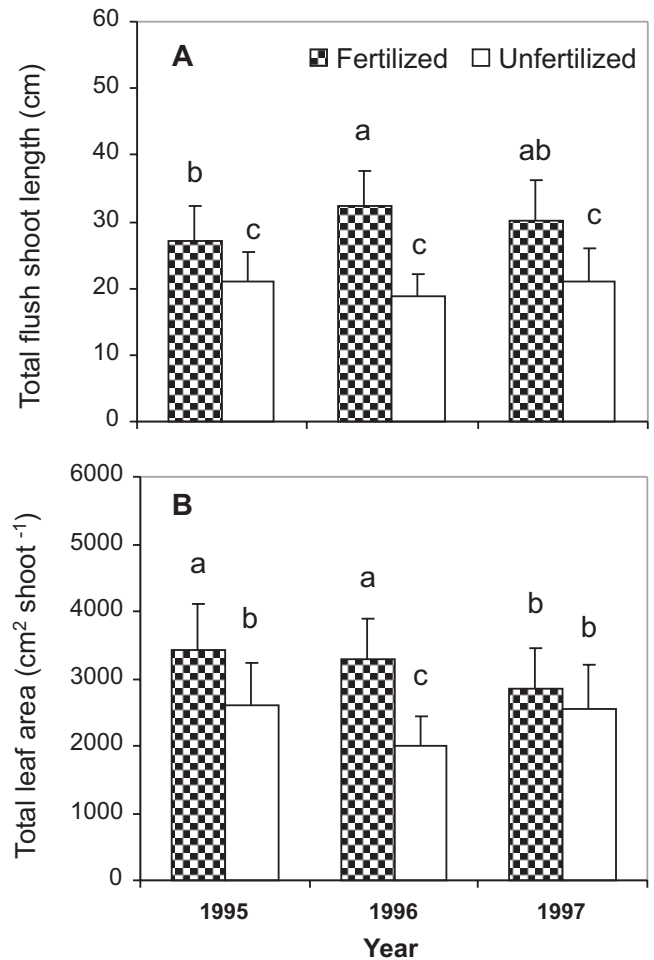 A
Fertilized Unfertilized
Total flush shoot length (cm)
60
50
40
30
20
10
0
b
c
a
c
ab
c
B
Total leaf area (cm² shoot ⁻¹)
6000
5000
4000
3000
2000
1000
0
a
b
a
c
b
b
1995 1996 1997
Year